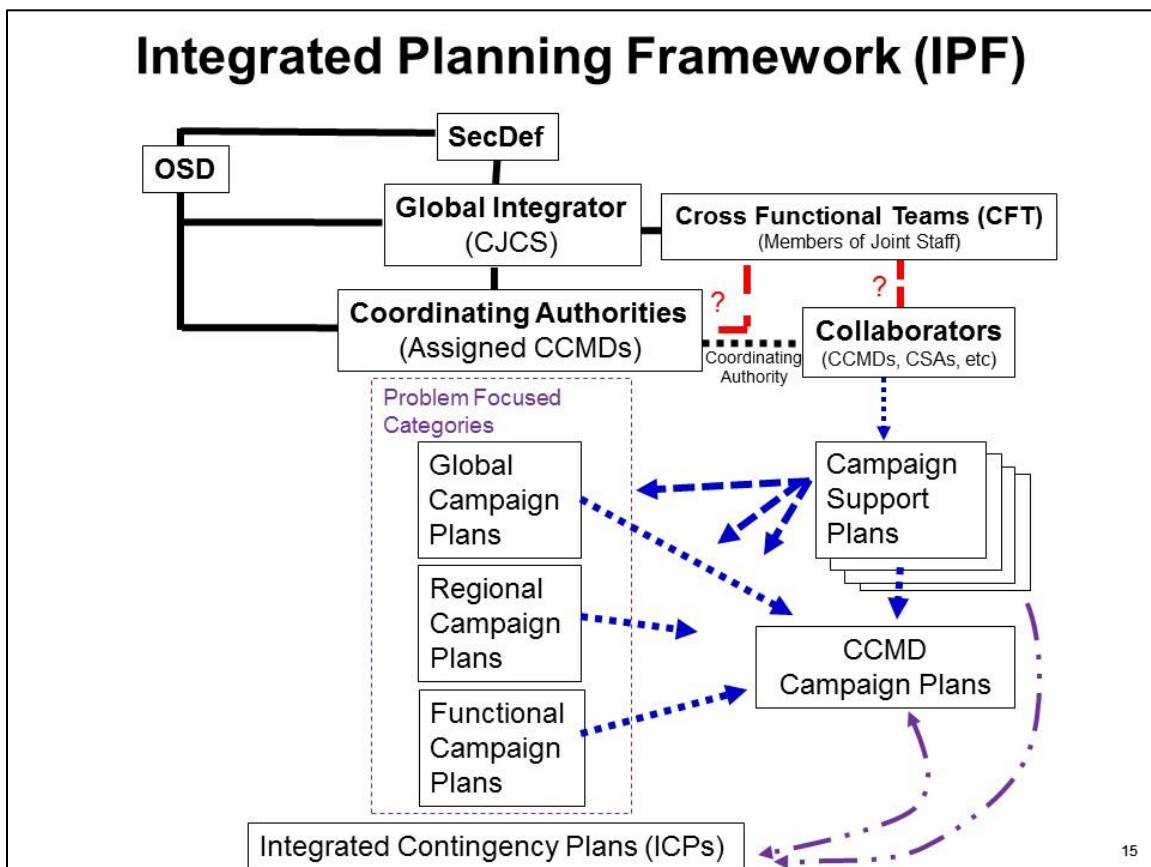 Integrated Planning Framework (IPF)
SecDef
OSD
Global Integrator
(CJCS)
Cross Functional Teams (CFT)
(Members of Joint Staff)
?
?
Coordinating Authorities
(Assigned CCMDs)
Coordinating
Authority
Collaborators
(CCMDs, CSAs, etc)
Problem Focused
Categories
Global
Campaign
Plans
Campaign
Support
Plans
Regional
Campaign
Plans
CCMD
Campaign Plans
Functional
Campaign
Plans
Integrated Contingency Plans (ICPs)
15